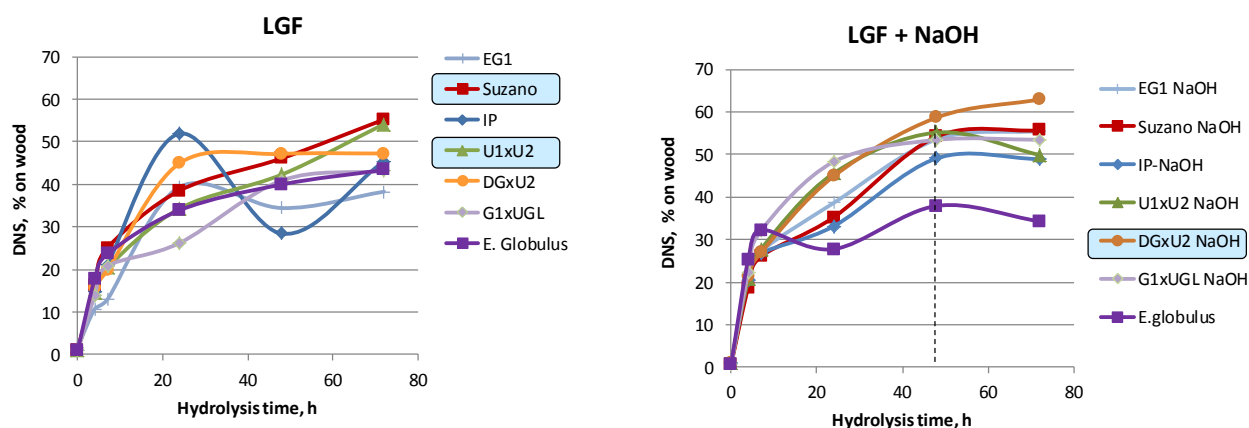 LGF
70
60
50
40
30
20
10
0
0
20
40
60
80
DNS, % on wood
Hydrolysis time, h
EG1
Suzano
IP
U1xU2
DGxU2
G1xUGL
E. Globulus
LGF + NaOH
70
60
50
40
30
20
10
0
0
20
40
60
80
DNS, % on wood
Hydrolysis time, h
EG1 NaOH
Suzano NaOH
IP-NaOH
U1xU2 NaOH
DGxU2 NaOH
G1xUGL NaOH
E.globulus